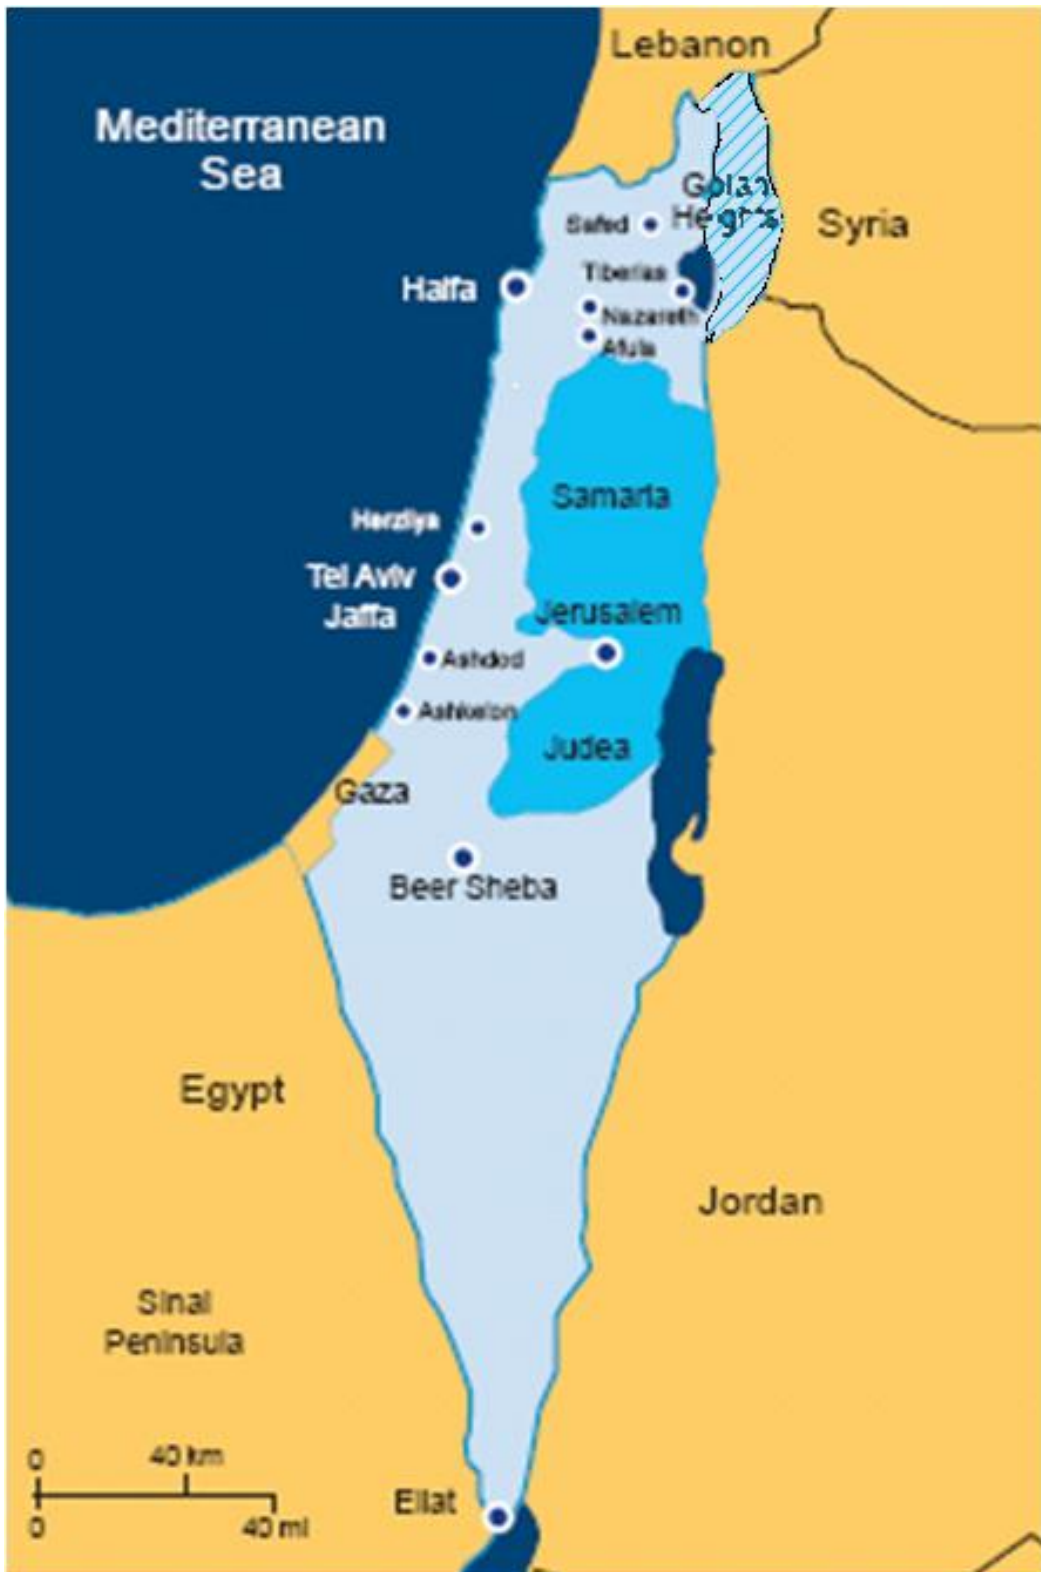 Lebanon
Mediterranean
Sea
Golan
Heights
Safed
Syria
Tiberias
Haifa
Nazareth
Afula
Samaria
Herzliya
Tel Aviv
Jaffa
Jerusalem
Ashdod
Ashkelon
Judea
Gaza
Beer Sheba
Egypt
Jordan
Sinai
Peninsula
0 40 km
Eilat
0 40 mi